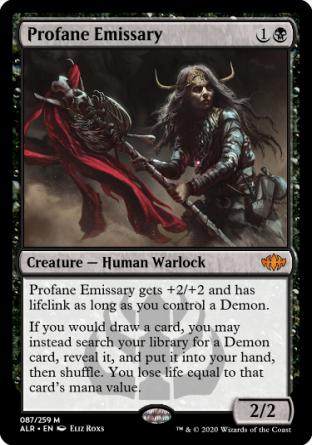 Profane Emissary 1
Creature — Human Warlock
Profane Emissary gets +2/+2 and has
lifelink as long as you control a Demon.
If you would draw a card, you may
instead search your library for a Demon
card, reveal it, and put it into your hand,
then shuffle. You lose life equal to that
card's mana value.
2/2
087/259 M
ALR • EN Eliz Roxs
™ & © 2020 Wizards of the Coast